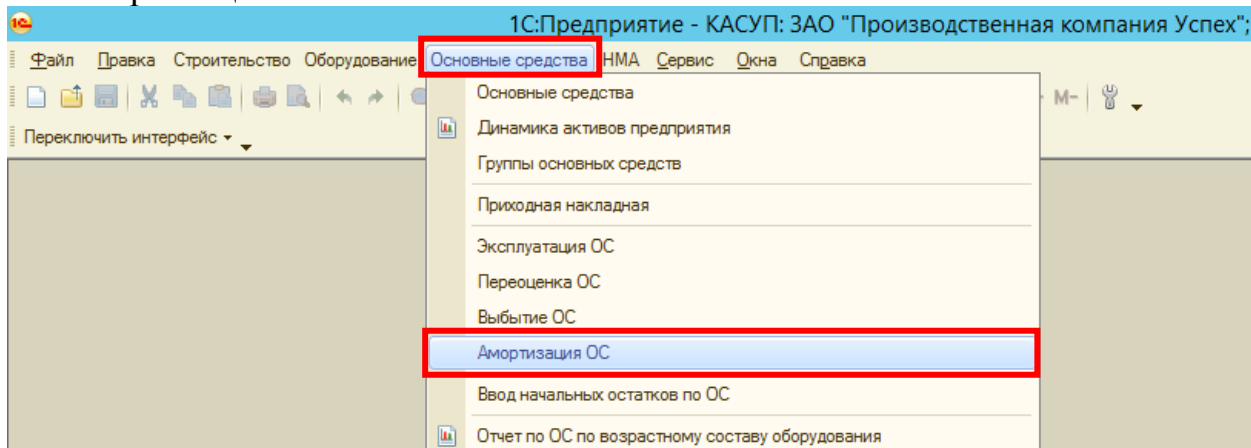 1С:Предприятие - КАСУП: ЗАО "Производственная компания Успех";
Файл Правка Строительство Оборудование Основные средства НМА Сервис Окна Справка
M-
Переключить интерфейс
Основные средства
Динамика активов предприятия
Группы основных средств
Приходная накладная
Эксплуатация ОС
Переоценка ОС
Выбытие ОС
Амортизация ОС
Ввод начальных остатков по ОС
Отчет по ОС по возрастному составу оборудования